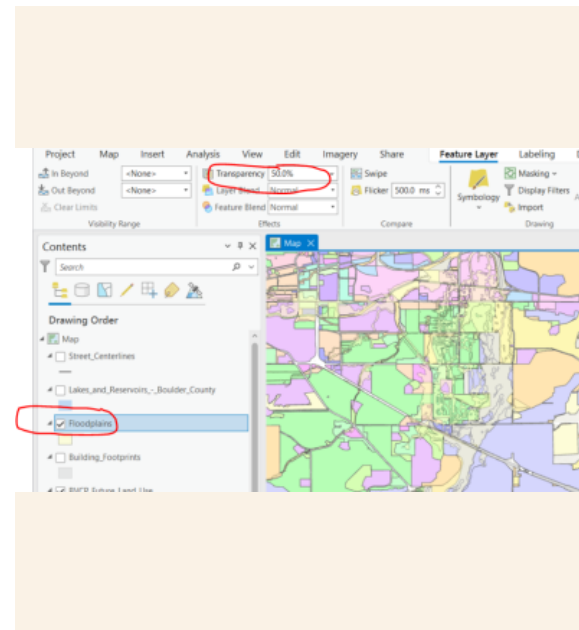 Project Map Insert Analysis View Edit Imagery Share Feature Layer Labeling
In Beyond <None> Transparency 50.0% Swipe Masking
Out Beyond <None> Layer Blend Normal Flicker 500.0 ms Symbology Display Filters
Clear Limits Feature Blend Normal Import
Visibility Range Effects Compare Drawing
Contents Map
Search
Drawing Order
Map
Street_Centerlines
Lakes_and_Reservoirs_-_Boulder_County
Floodplains
Building_Footprints
BVCP_Future_Land_Use